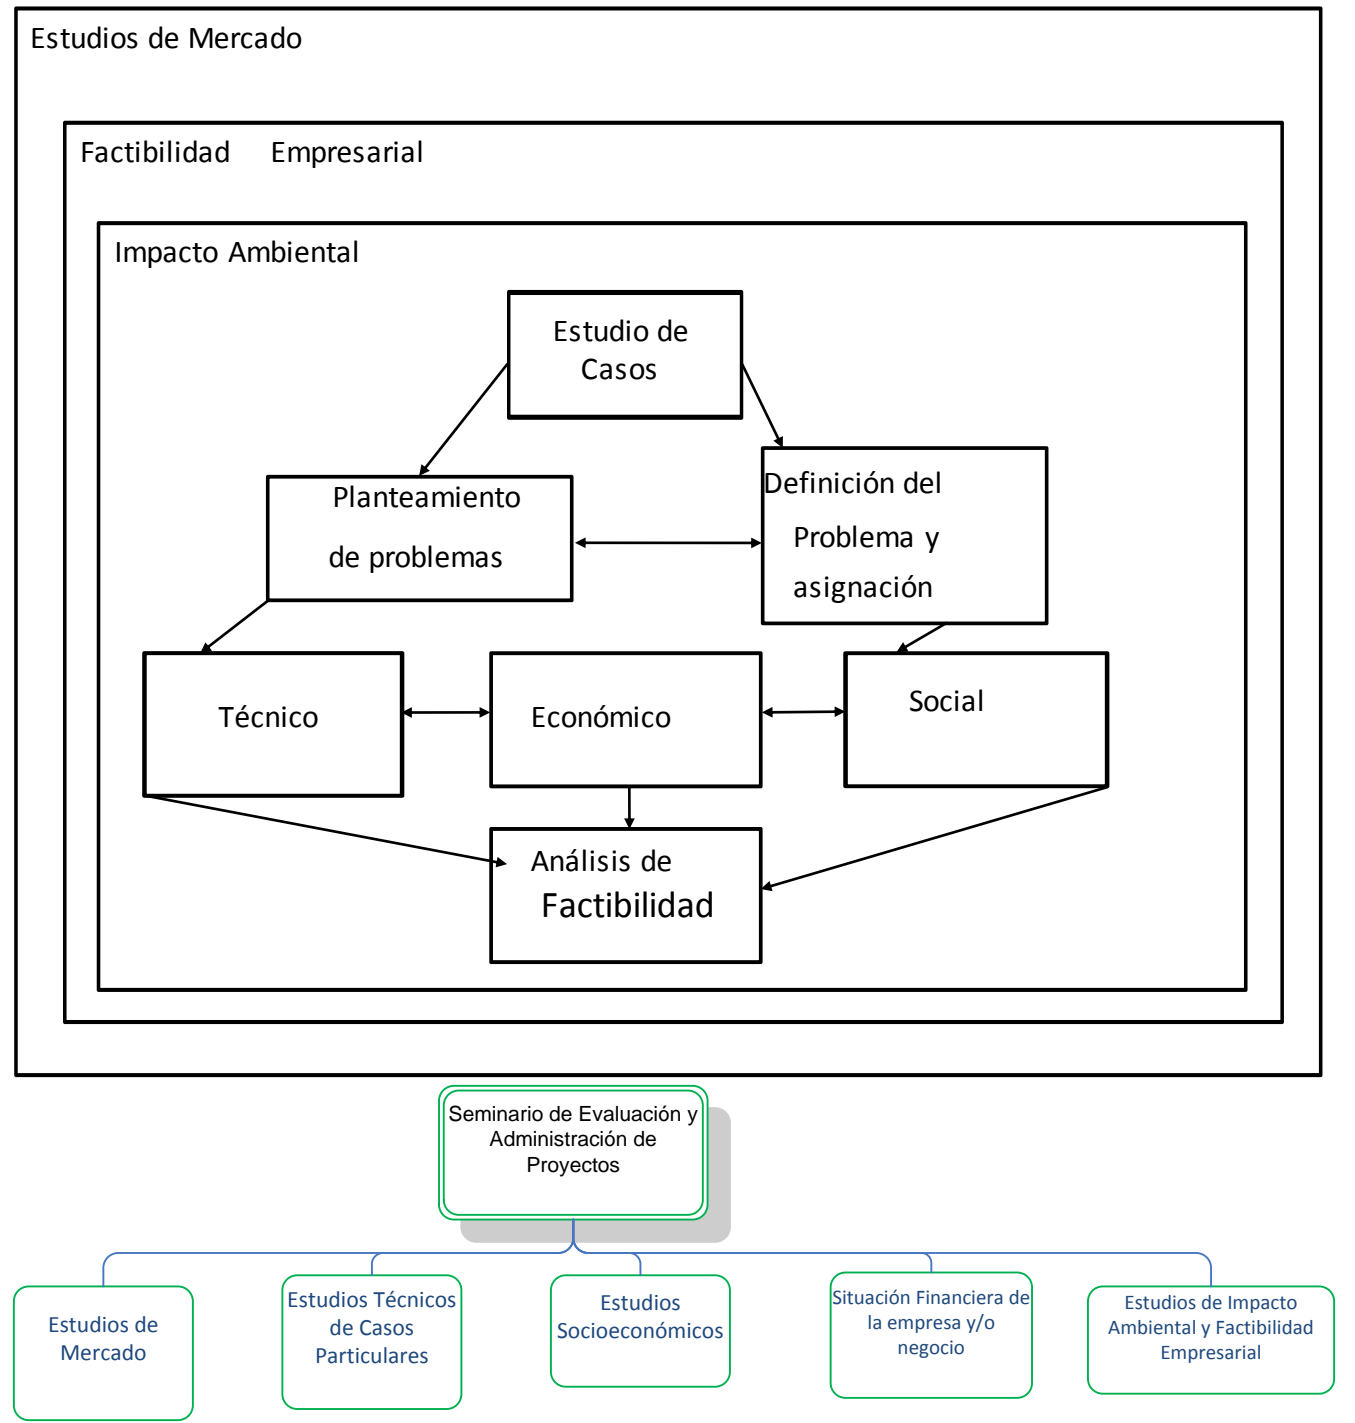 Estudios de Mercado
Factibilidad Empresarial
Impacto Ambiental
Estudio de
Casos
Planteamiento
de problemas
Definición del
Problema y
asignación
Técnico
Económico
Social
Análisis de
Factibilidad
Seminario de Evaluación y
Administración de
Proyectos
Estudios de
Mercado
Estudios Técnicos
de Casos
Particulares
Estudios
Socioeconómicos
Situación Financiera de
la empresa y/o
negocio
Estudios de Impacto
Ambiental y Factibilidad
Empresarial